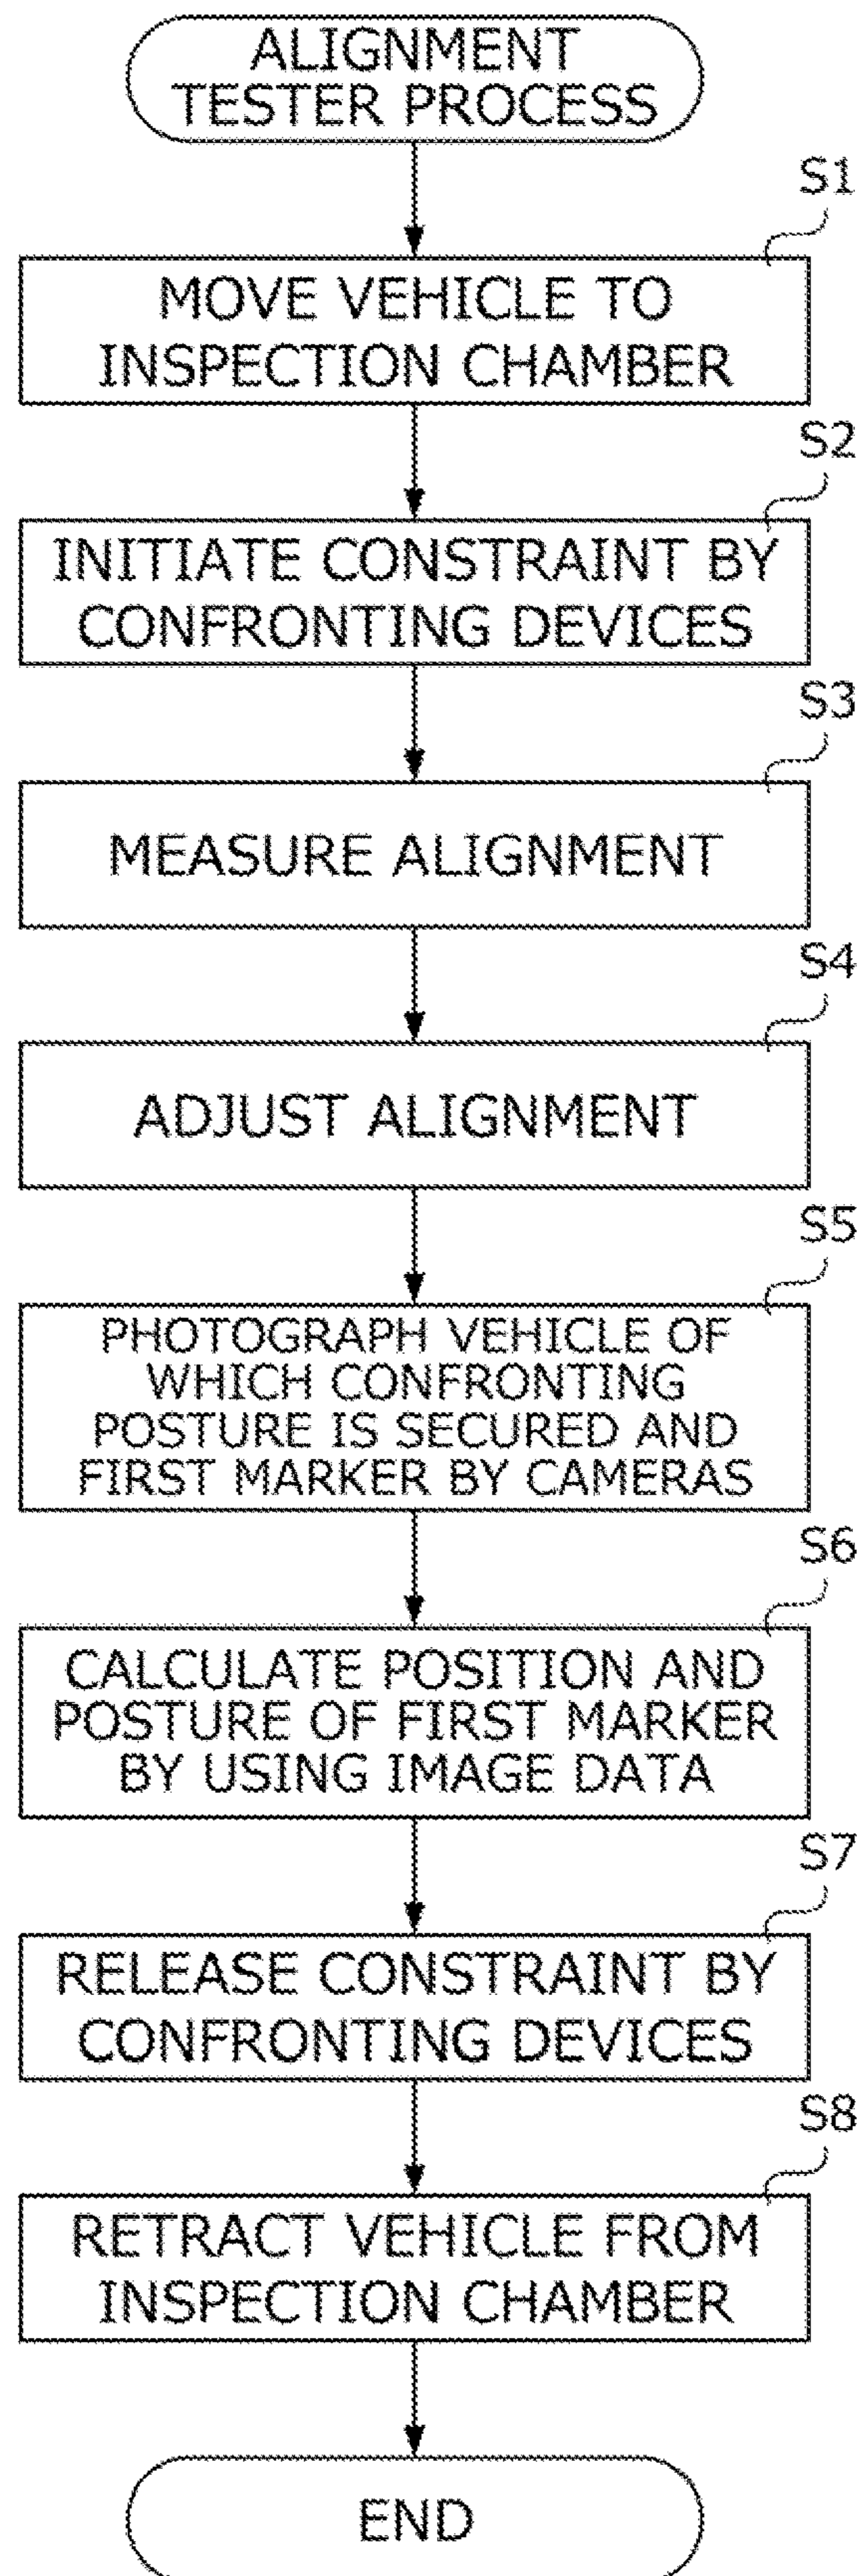 ALIGNMENT
TESTER PROCESS
S1
MOVE VEHICLE TO
INSPECTION CHAMBER
S2
INITIATE CONSTRAINT BY
CONFRONTING DEVICES
S3
MEASURE ALIGNMENT
S4
ADJUST ALIGNMENT
S5
PHOTOGRAPH VEHICLE OF
WHICH CONFRONTING
POSTURE IS SECURED AND
FIRST MARKER BY CAMERAS
S6
CALCULATE POSITION AND
POSTURE OF FIRST MARKER
BY USING IMAGE DATA
S7
RELEASE CONSTRAINT BY
CONFRONTING DEVICES
S8
RETRACT VEHICLE FROM
INSPECTION CHAMBER
END